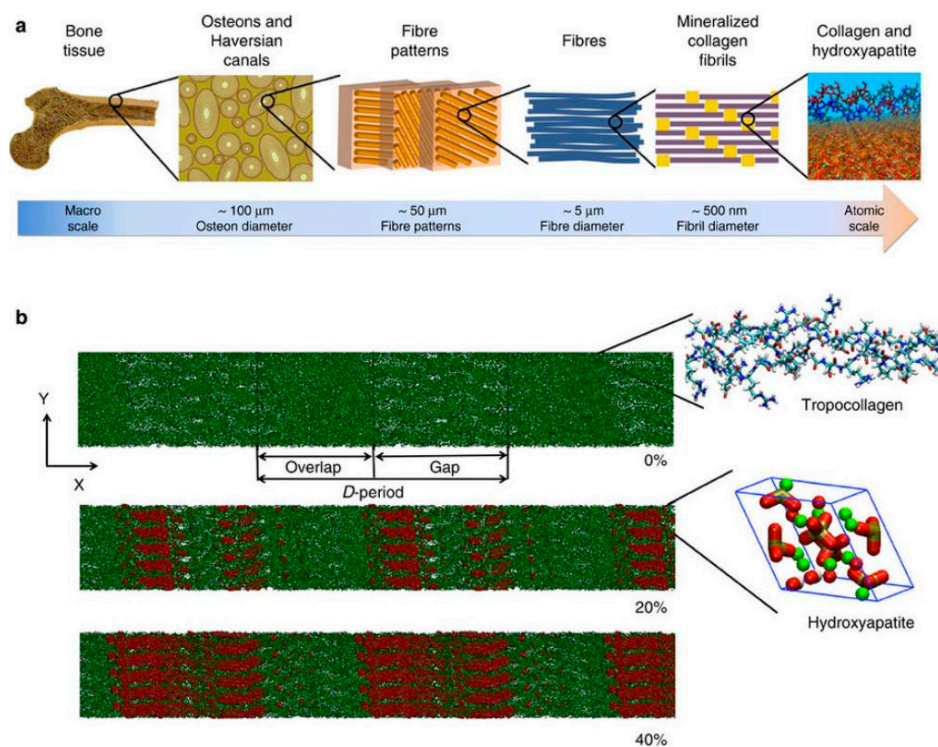 a
Bone
tissue
Osteons and
Haversian
canals
Fibre
patterns
Fibres
Mineralized
collagen
fibrils
Collagen and
hydroxyapatite
Macro
scale
~ 100 μm
Osteon diameter
~ 50 μm
Fibre patterns
~ 5 μm
Fibre diameter
~ 500 nm
Fibril diameter
Atomic
scale
b
Y
X
Overlap
Gap
D-period
0%
Tropocollagen
20%
Hydroxyapatite
40%